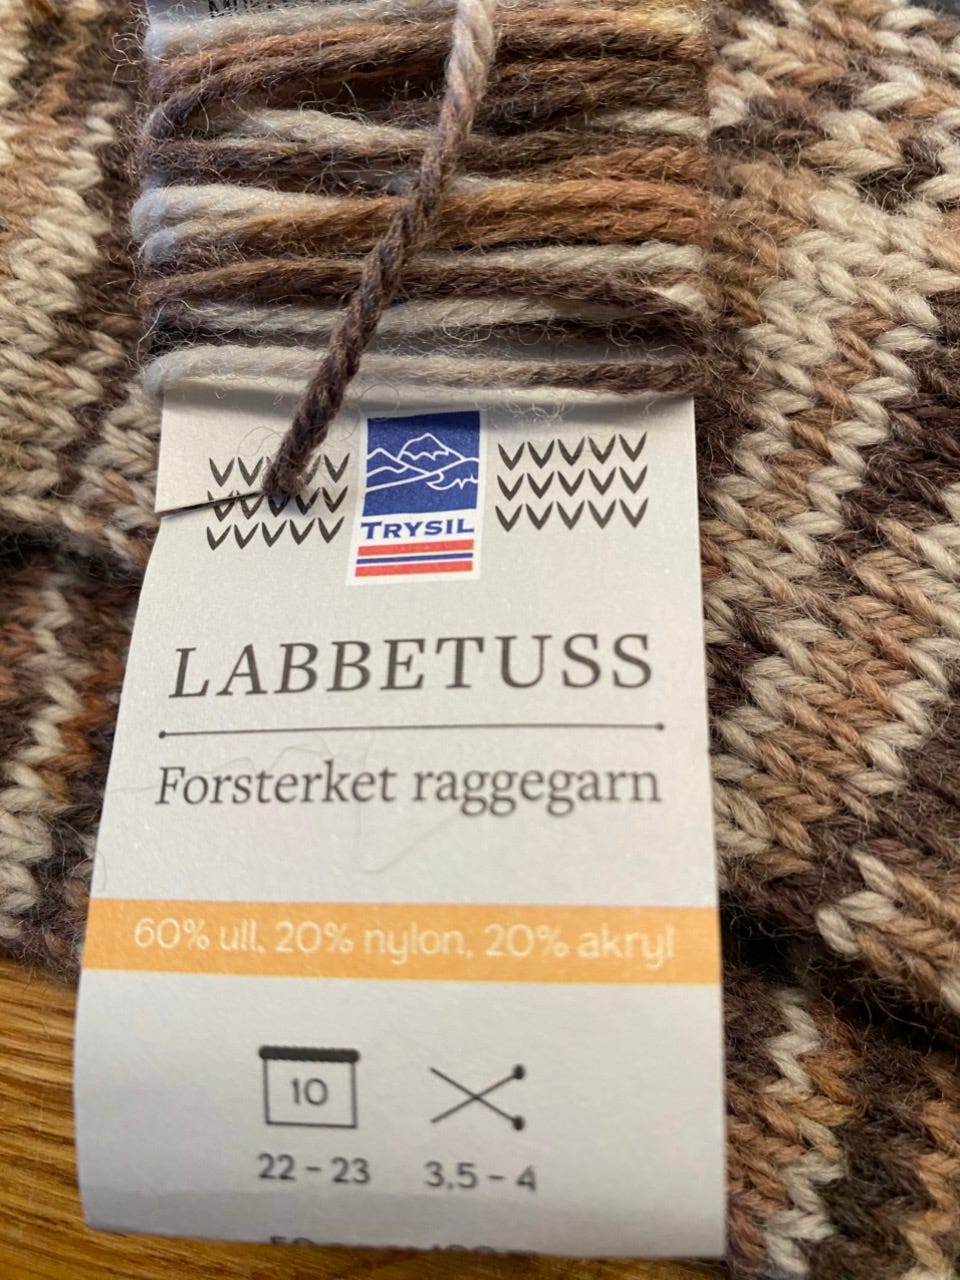 TRYSIL
LABBETUSS
Forsterket raggegarn
60% ull, 20% nylon, 20% akryl
10
22 - 23 3,5 - 4